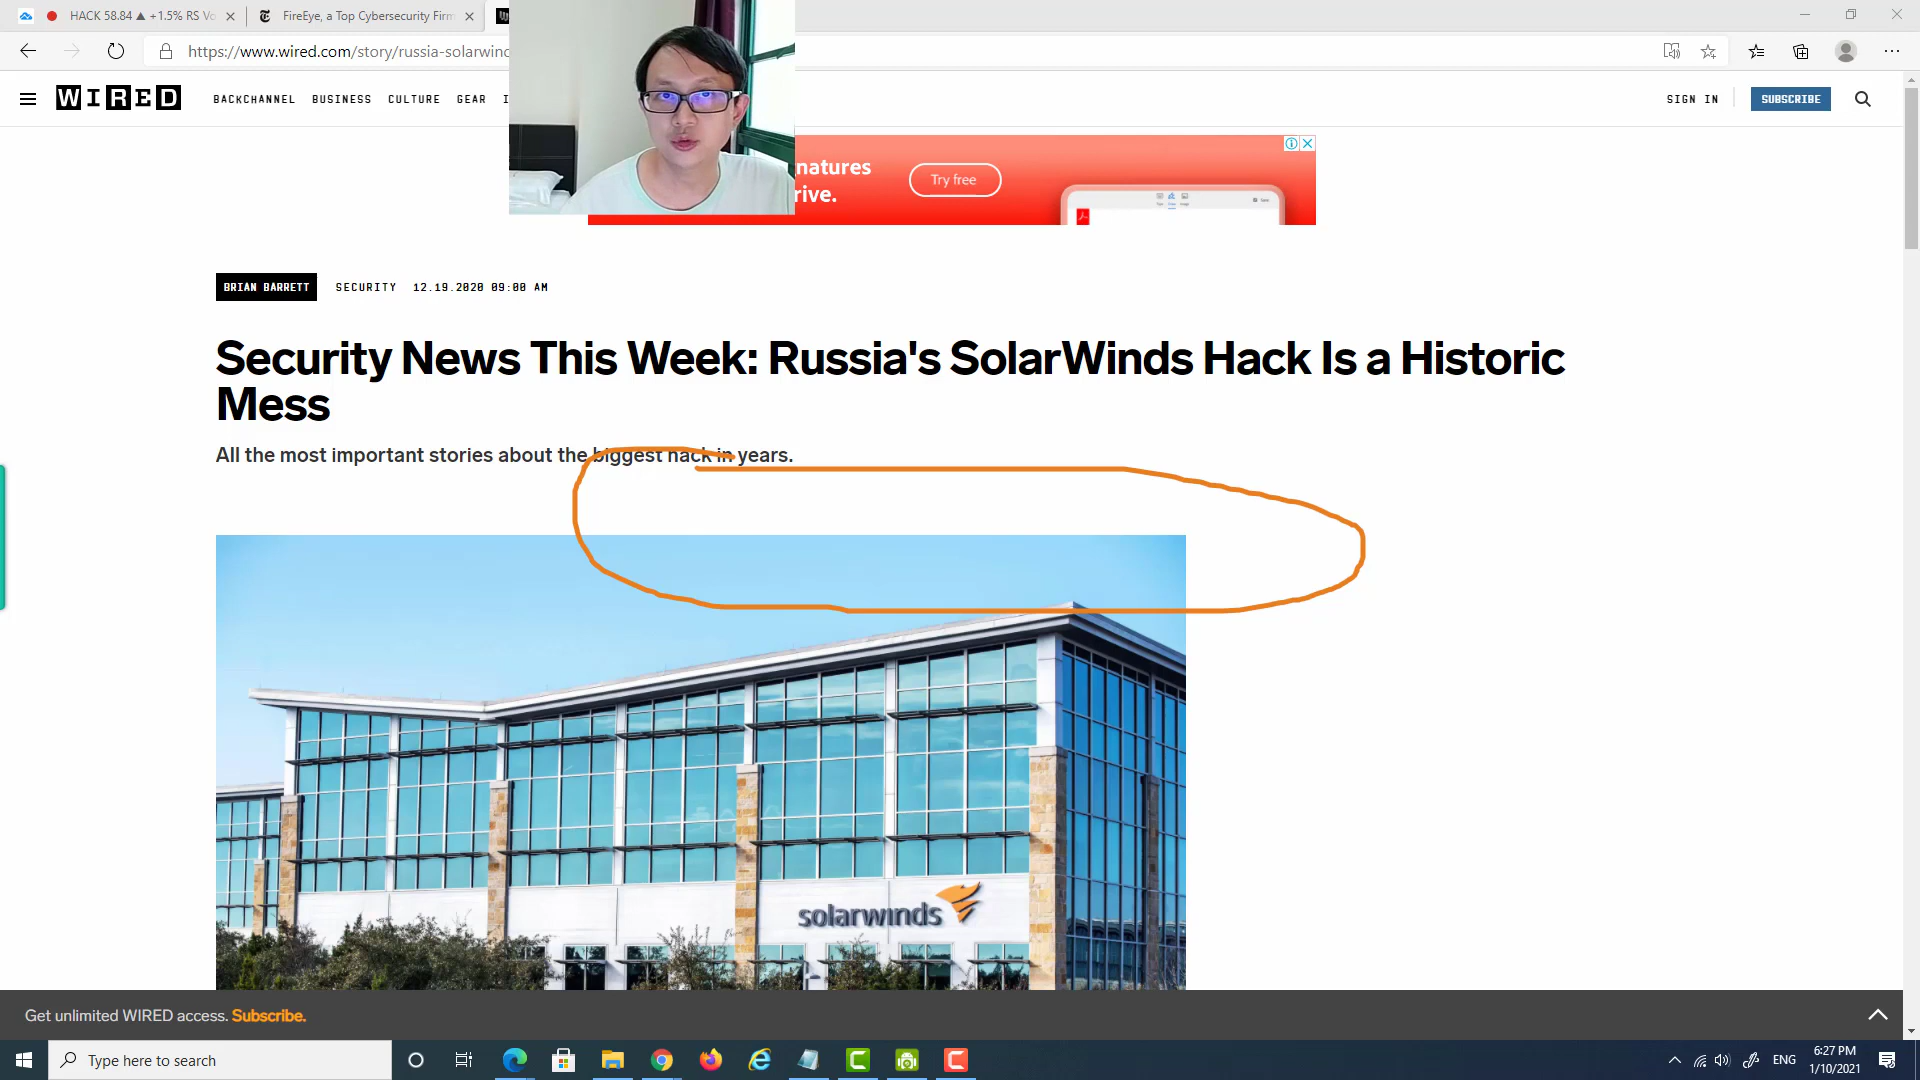 HACK 58.84 ▲ +1.5% RS Vo
FireEye, a Top Cybersecurity Firm
https://www.wired.com/story/russia-solarwind
WIRED
BACKCHANNEL BUSINESS CULTURE GEAR
SIGN IN
SUBSCRIBE
natures
rive.
Try free
BRIAN BARRETT SECURITY 12.19.2020 09:00 AM
Security News This Week: Russia's SolarWinds Hack Is a Historic
Mess
All the most important stories about the biggest hack in years.
solarwinds
Get unlimited WIRED access. Subscribe.
Type here to search
ENG
6:27 PM
1/10/2021